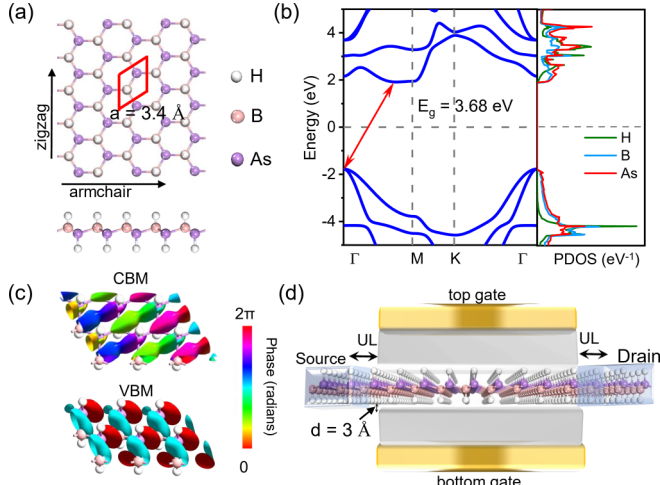 (a)
zigzag
a = 3.4 Å
armchair
H
B
As
(b)
Energy (eV)
4
2
0
-2
-4
E_g = 3.68 eV
Γ
M
K
Γ
H
B
As
PDOS (eV⁻¹)
(c)
CBM
VBM
2π
0
Phase (radians)
(d)
top gate
UL
UL
Source
Drain
d = 3 Å
bottom gate